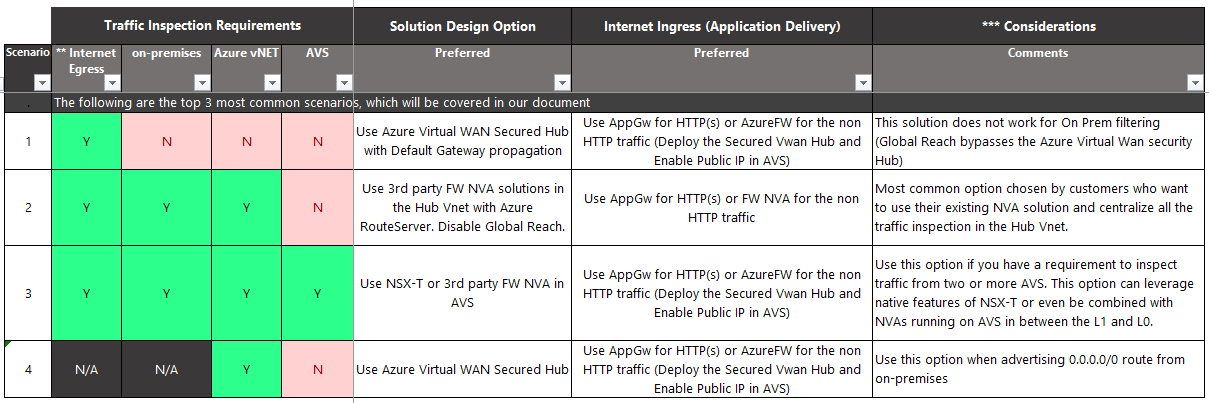 Traffic Inspection Requirements
Solution Design Option
Internet Ingress (Application Delivery)
*** Considerations
Scenario
** Internet
Egress
on-premises
Azure vNET
AVS
Preferred
Preferred
Comments
.
The following are the top 3 most common scenarios, which will be covered in our document
1
Y
N
N
N
Use Azure Virtual WAN Secured Hub
with Default Gateway propagation
Use AppGw for HTTP(s) or AzureFW for the non
HTTP traffic (Deploy the Secured Vwan Hub and
Enable Public IP in AVS)
This solution does not work for On Prem filtering
(Global Reach bypasses the Azure Virtual Wan security
Hub)
2
Y
Y
Y
N
Use 3rd party FW NVA solutions in
the Hub Vnet with Azure
RouteServer. Disable Global Reach.
Use AppGw for HTTP(s) or FW NVA for the non
HTTP traffic
Most common option chosen by customers who want
to use their existing NVA solution and centralize all the
traffic inspection in the Hub Vnet.
3
Y
Y
Y
Y
Use NSX-T or 3rd party FW NVA in
AVS
Use AppGw for HTTP(s) or AzureFW for the non
HTTP traffic (Deploy the Secured Vwan Hub and
Enable Public IP in AVS)
Use this option if you have a requirement to inspect
traffic from two or more AVS. This option can leverage
native features of NSX-T or even be combined with
NVAs running on AVS in between the L1 and L0.
4
N/A
N/A
Y
N
Use Azure Virtual WAN Secured Hub
Use AppGw for HTTP(s) or AzureFW for the non
HTTP traffic (Deploy the Secured Vwan Hub and
Enable Public IP in AVS)
Use this option when advertising 0.0.0.0/0 route from
on-premises